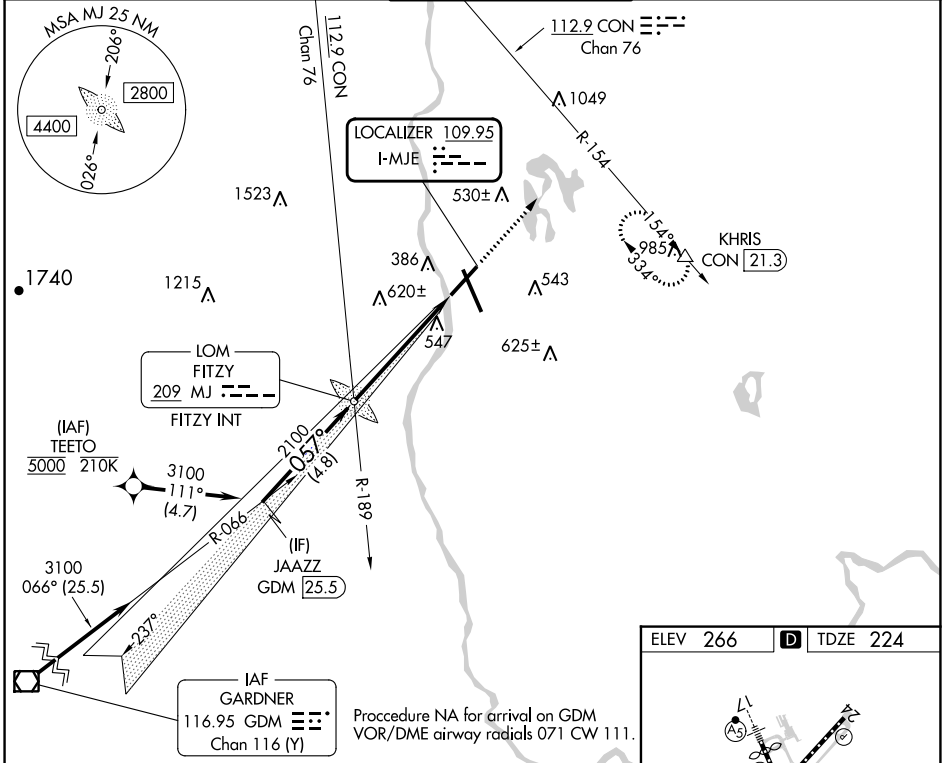 MSA MJ 25 NM
206°
2800
4400
026°
112.9 CON
Chan 76
112.9 CON
Chan 76
1049
R-154
LOCALIZER 109.95
I-MJE
1523
530±
154°
985
334°
KHRIS
CON 21.3
386
1740
1215
620±
543
547
625±
LOM
FITZY
209 MJ
FITZY INT
(IAF)
TEETO
5000 210K
3100
111°
(4.7)
2100
057°
(4.8)
R-189
R-066
(IF)
JAAZZ
GDM 25.5
3100
066° (25.5)
237°
IAF
GARDNER
116.95 GDM
Chan 116 (Y)
Proccedure NA for arrival on GDM
VOR/DME airway radials 071 CW 111.
ELEV 266 D TDZE 224
17
A5
24
P